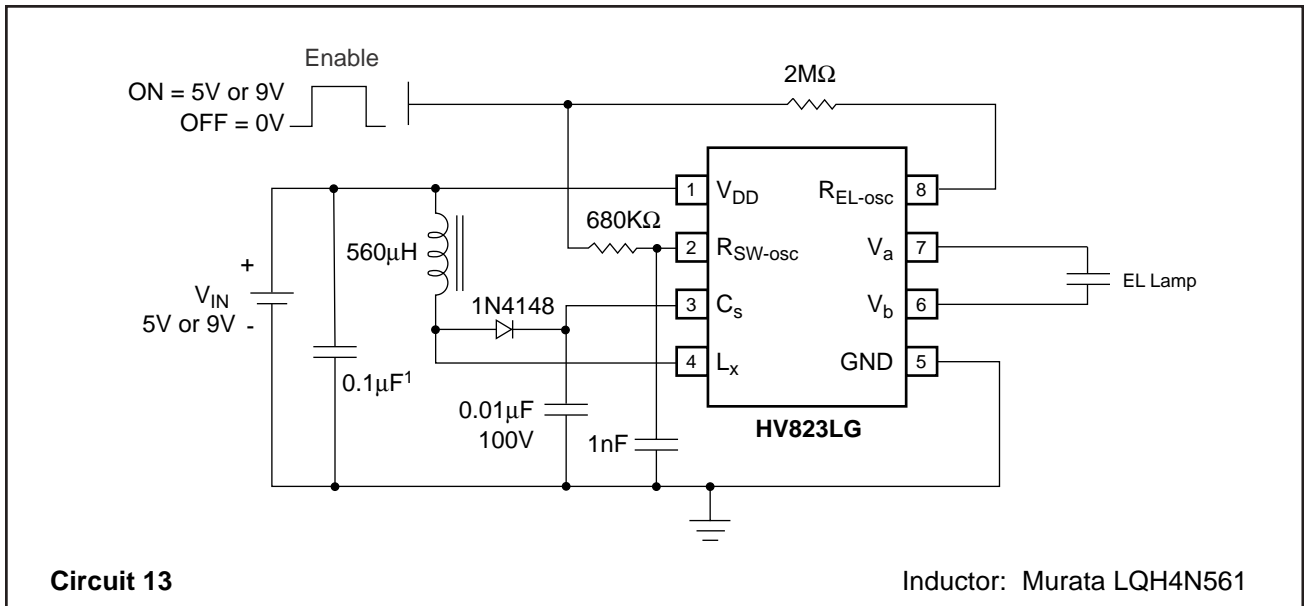 Enable
ON = 5V or 9V
OFF = 0V
2MΩ
1 VDD
REL-osc 8
680KΩ
2 RSW-osc
Va 7
560µH
EL Lamp
+
VIN
5V or 9V -
1N4148
3 Cs
Vb 6
4 Lx
GND 5
0.1µF¹
0.01µF
100V
1nF
HV823LG
Circuit 13
Inductor: Murata LQH4N561